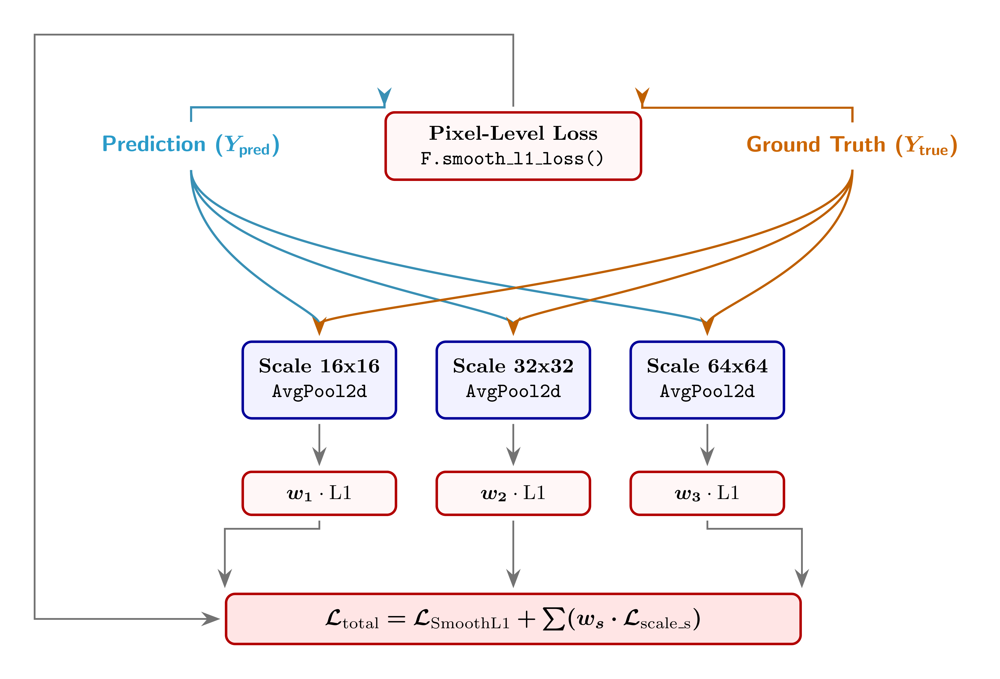 Prediction (Y_pred)
Pixel-Level Loss
F.smooth_l1_loss()
Ground Truth (Y_true)
Scale 16x16
AvgPool2d
Scale 32x32
AvgPool2d
Scale 64x64
AvgPool2d
w_1 · L1
w_2 · L1
w_3 · L1
ℒ_total = ℒ_SmoothL1 + ∑(w_s · ℒ_scale_s)